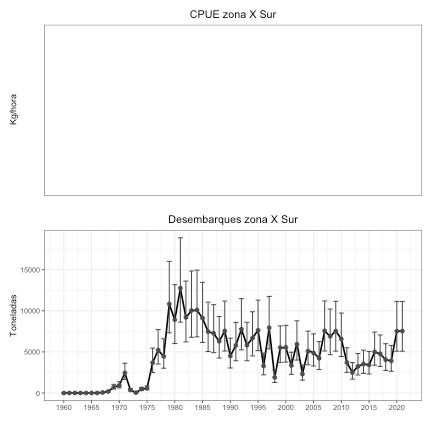 CPUE zona X Sur
Kg/hora
Desembarques zona X Sur
Toneladas
15000
10000
5000
0
1960 1965 1970 1975 1980 1985 1990 1995 2000 2005 2010 2015 2020